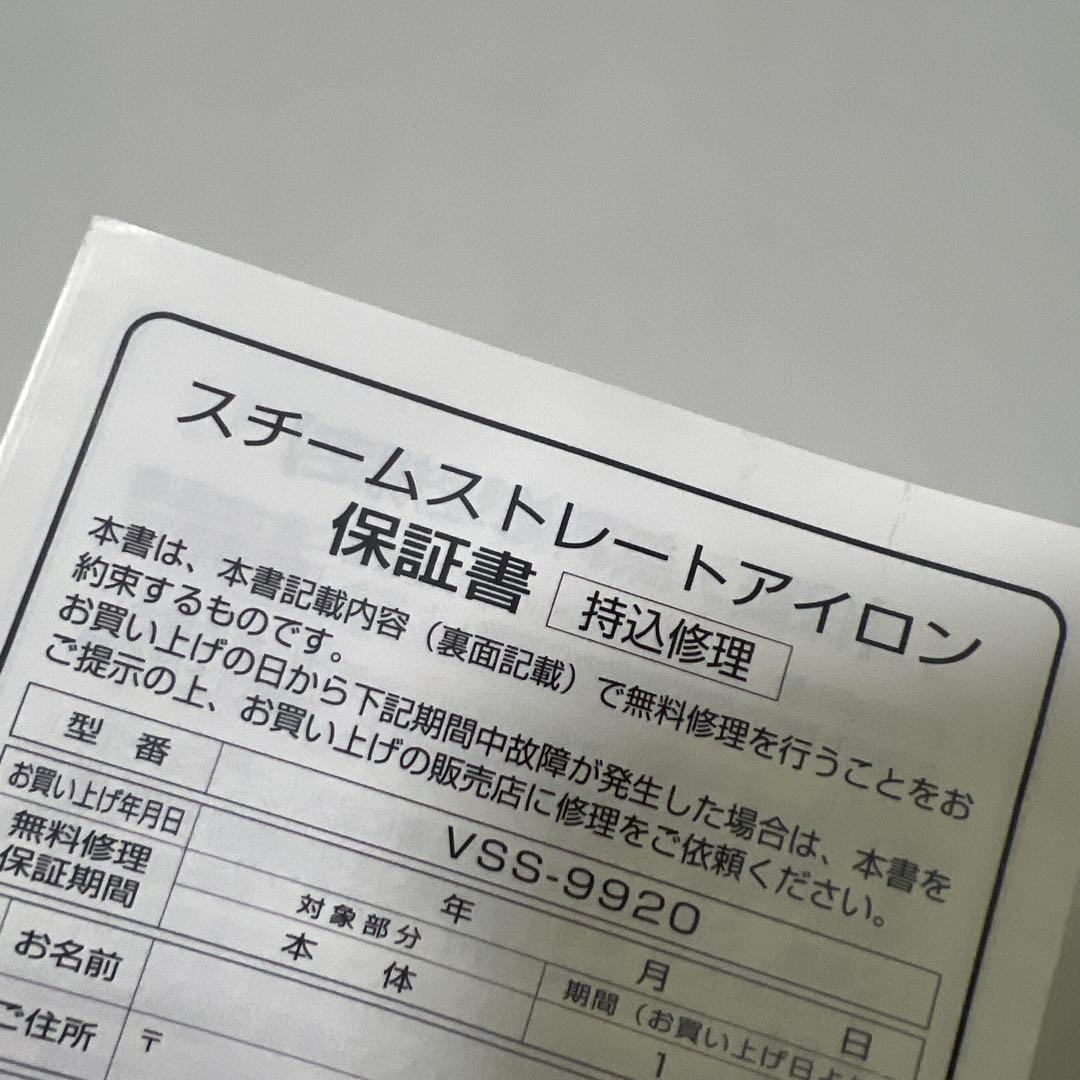 スチームストレートアイロン
保証書 持込修理
本書は、本書記載内容（裏面記載）で無料修理を行うことをお
約束するものです。
お買い上げの日から下記期間中故障が発生した場合は、本書を
ご提示の上、お買い上げの販売店に修理をご依頼ください。
型 番 VSS-9920
お買い上げ年月日 年 月 日
無料修理
保証期間
対象部分 期間（お買い上げ日よ
本 体 1
お名前
ご住所 〒